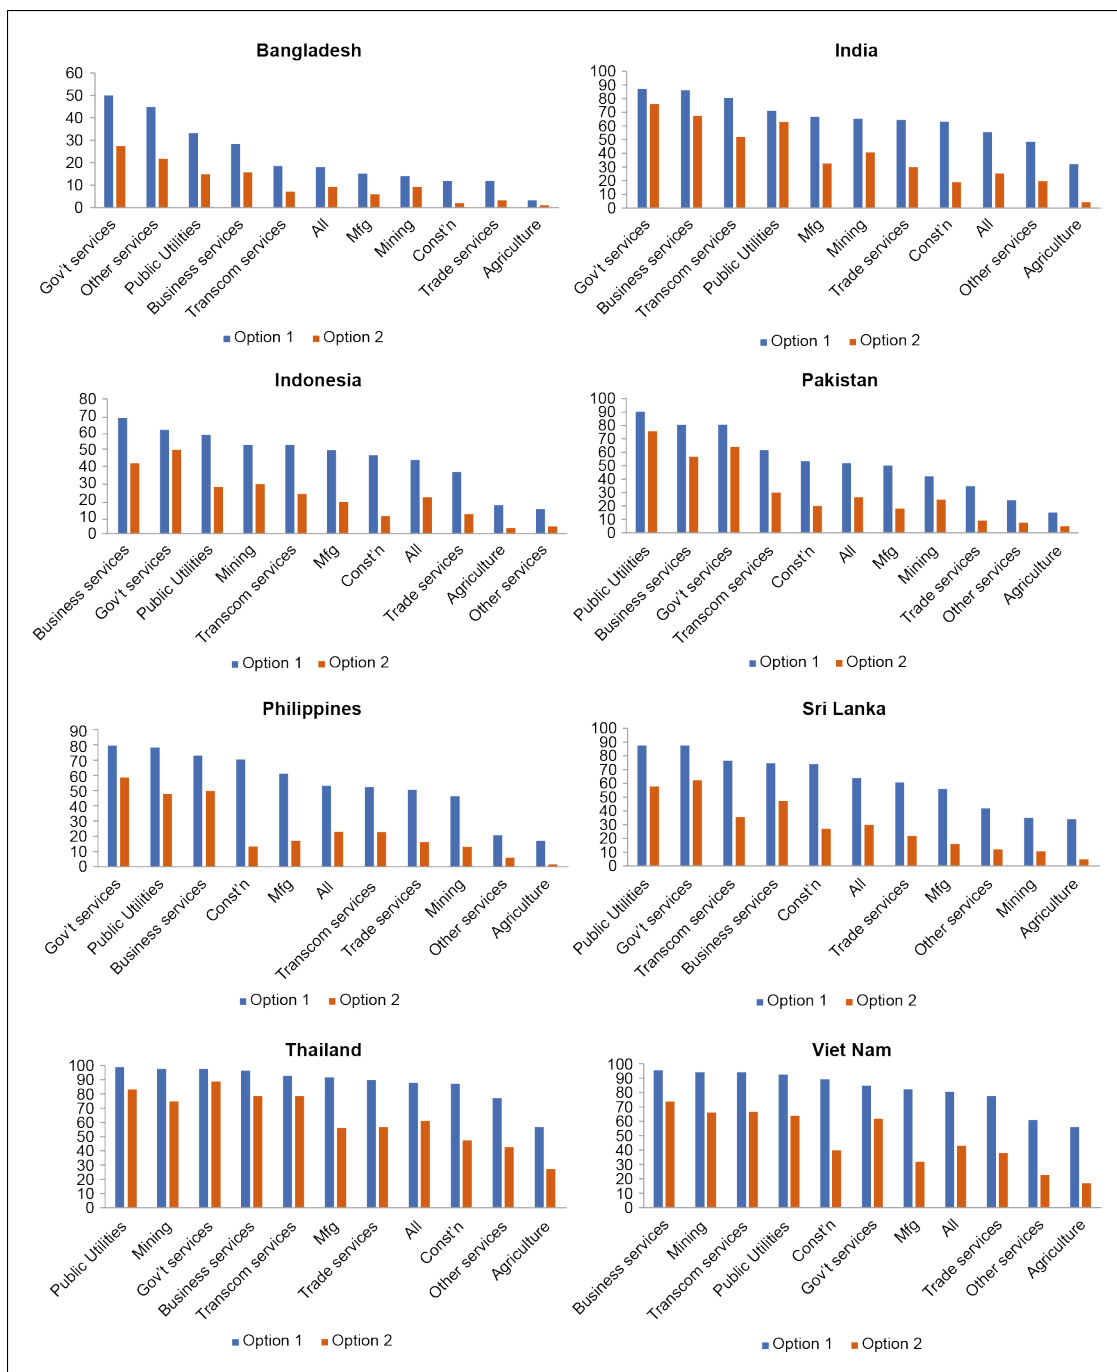 Bangladesh
60
50
40
30
20
10
0
Gov't services
Other services
Public Utilities
Business services
Transcom services
All
Mfg
Mining
Const'n
Trade services
Agriculture
Option 1 Option 2
India
100
90
80
70
60
50
40
30
20
10
0
Gov't services
Business services
Transcom services
Public Utilities
Mfg
Mining
Trade services
Const'n
All
Other services
Agriculture
Option 1 Option 2
Indonesia
80
70
60
50
40
30
20
10
0
Business services
Gov't services
Public Utilities
Mining
Transcom services
Mfg
Const'n
All
Trade services
Agriculture
Other services
Option 1 Option 2
Pakistan
100
90
80
70
60
50
40
30
20
10
0
Public Utilities
Business services
Gov't services
Transcom services
Const'n
All
Mfg
Mining
Trade services
Other services
Agriculture
Option 1 Option 2
Philippines
90
80
70
60
50
40
30
20
10
0
Gov't services
Public Utilities
Business services
Const'n
Mfg
All
Transcom services
Trade services
Mining
Other services
Agriculture
Option 1 Option 2
Sri Lanka
100
90
80
70
60
50
40
30
20
10
0
Public Utilities
Gov't services
Transcom services
Business services
Const'n
All
Trade services
Mfg
Other services
Mining
Agriculture
Option 1 Option 2
Thailand
100
90
80
70
60
50
40
30
20
10
0
Public Utilities
Mining
Gov't services
Business services
Transcom services
Mfg
Trade services
All
Const'n
Other services
Agriculture
Option 1 Option 2
Viet Nam
100
90
80
70
60
50
40
30
20
10
0
Business services
Mining
Transcom services
Public Utilities
Const'n
Gov't services
Mfg
All
Trade services
Other services
Agriculture
Option 1 Option 2